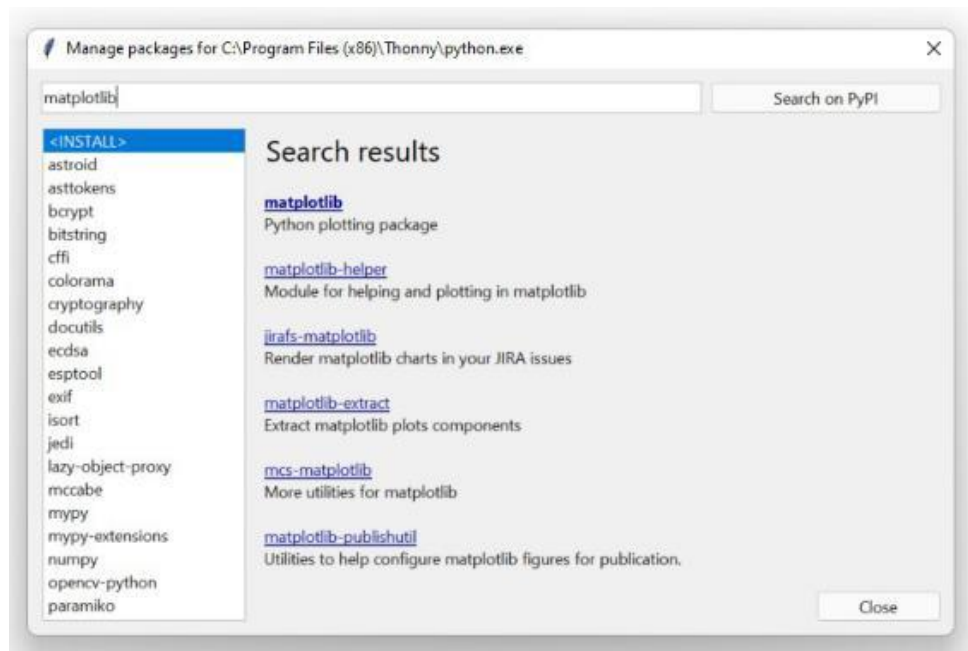 Manage packages for C:\Program Files (x86)\Thonny\python.exe
matplotlib
Search on PyPI
<INSTALL>
astroid
asttokens
bcrypt
bitstring
cffi
colorama
cryptography
docutils
ecdsa
esptool
exif
isort
jedi
lazy-object-proxy
mccabe
mypy
mypy-extensions
numpy
opencv-python
paramiko
Search results
matplotlib
Python plotting package
matplotlib-helper
Module for helping and plotting in matplotlib
jirafs-matplotlib
Render matplotlib charts in your JIRA issues
matplotlib-extract
Extract matplotlib plots components
mcs-matplotlib
More utilities for matplotlib
matplotlib-publishutil
Utilities to help configure matplotlib figures for publication.
Close